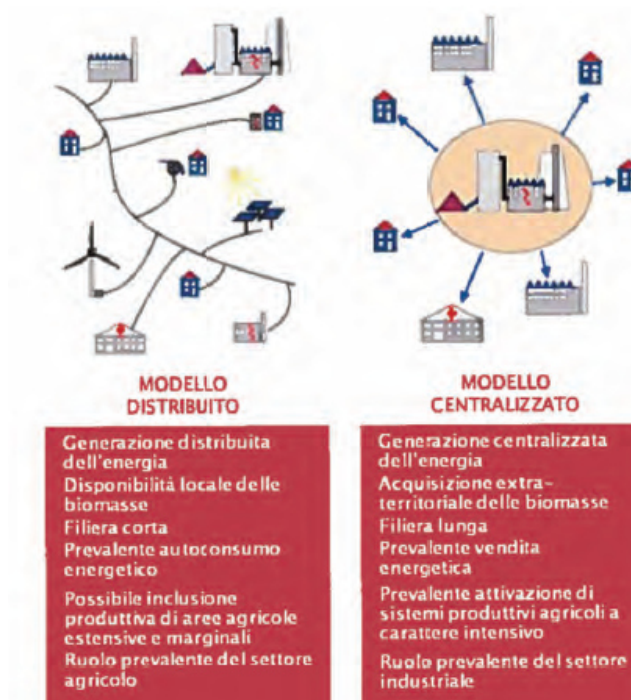 MODELLO
DISTRIBUITO
Generazione distribuita
dell'energia
Disponibilità locale delle
biomasse
Filiera corta
Prevalente autoconsumo
energetico
Possibile inclusione
produttiva di aree agricole
estensive e marginali
Ruolo prevalente del settore
agricolo
MODELLO
CENTRALIZZATO
Generazione centralizzata
dell'energia
Acquisizione extra-
territoriale delle biomasse
Filiera lunga
Prevalente vendita
energetica
Prevalente attivazione di
sistemi produttivi agricoli a
carattere intensivo
Ruolo prevalente del settore
industriale